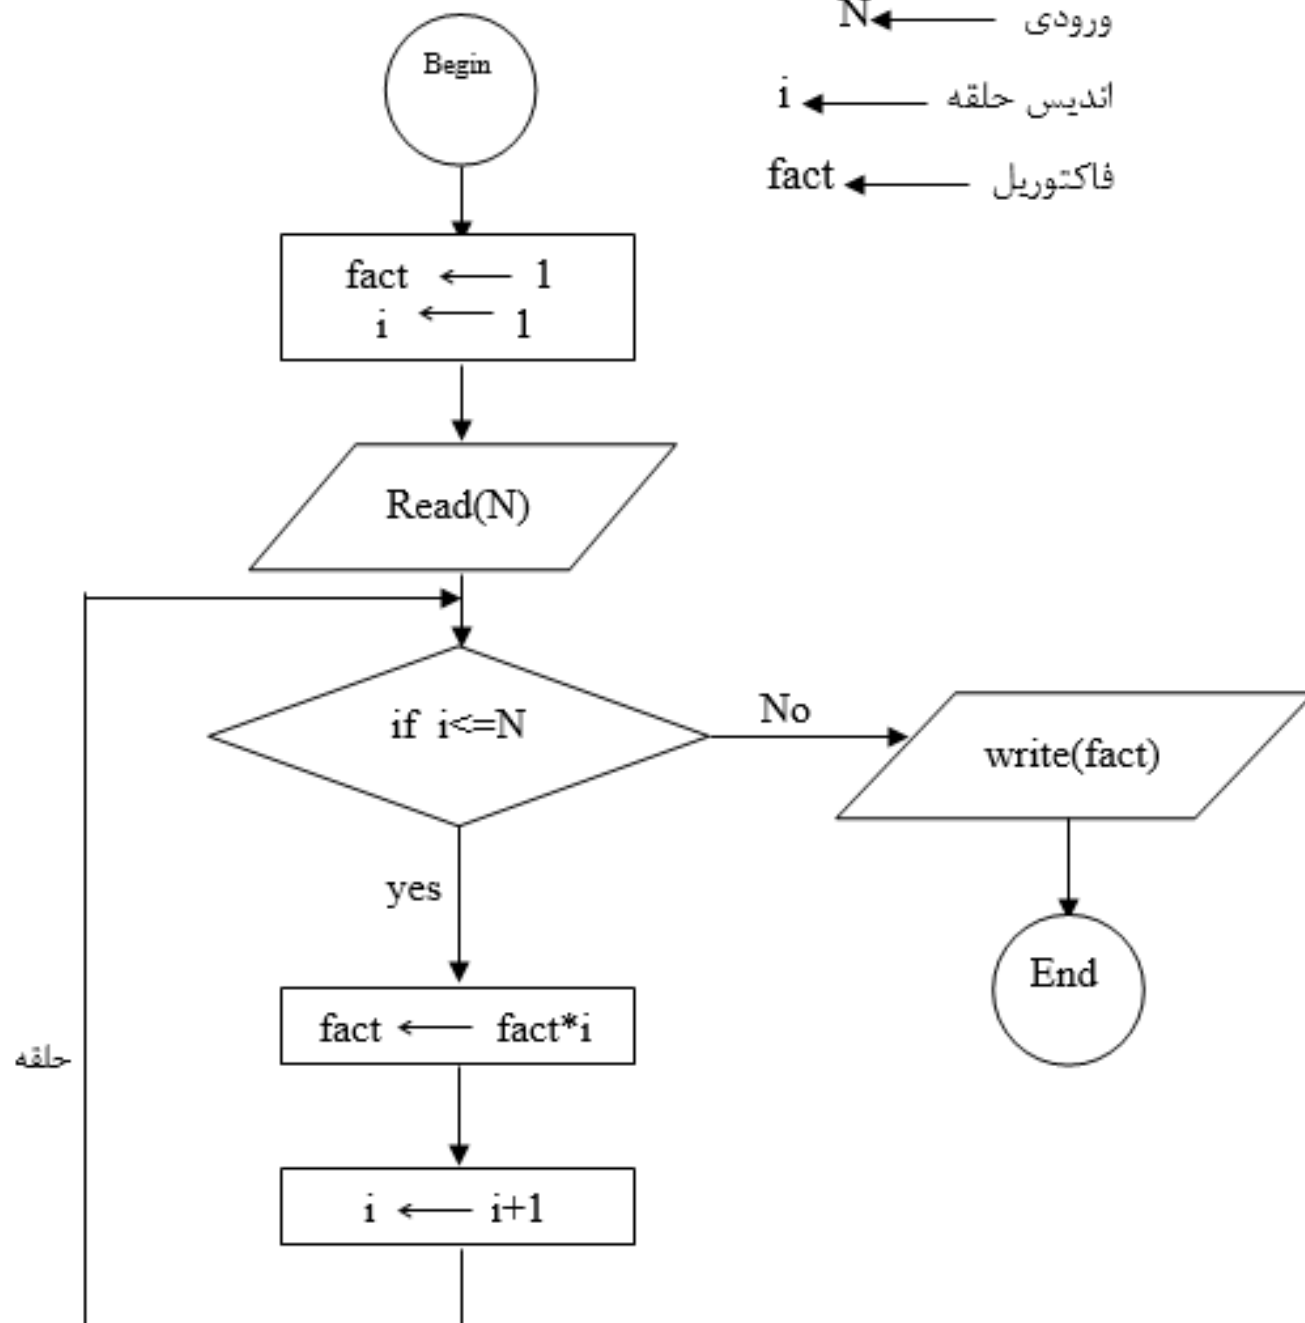 N ورودی
Begin
i اندیس حلقه
fact فاکتوریل
fact ← 1
i ← 1
Read(N)
if i<=N
No
write(fact)
yes
End
fact ← fact*i
حلقه
i ← i+1